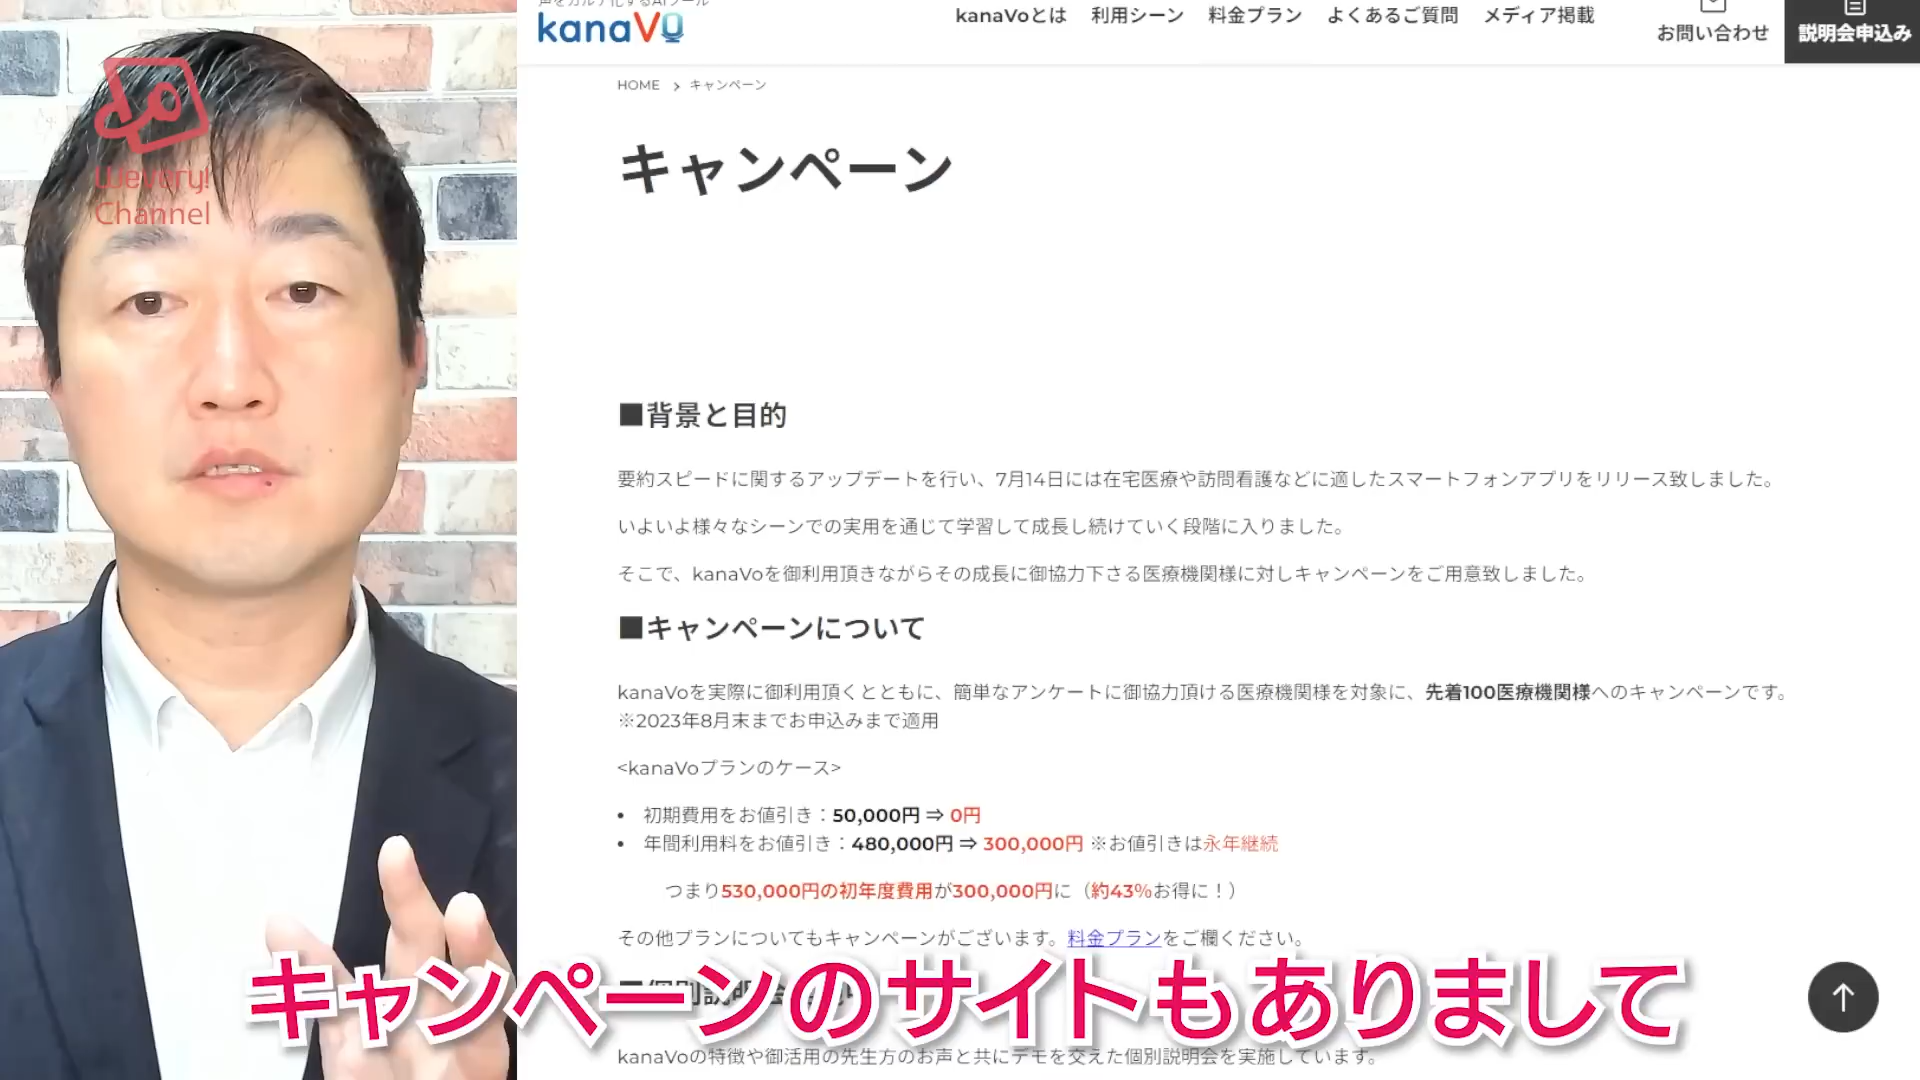 声をカルテ化するAIツール
kanaVo
kanaVoとは 利用シーン 料金プラン よくあるご質問 メディア掲載
お問い合わせ
説明会申込み
HOME > キャンペーン
キャンペーン
Wevery!
Channel
■背景と目的
要約スピードに関するアップデートを行い、7月14日には在宅医療や訪問看護などに適したスマートフォンアプリをリリース致しました。
いよいよ様々なシーンでの実用を通じて学習して成長し続けていく段階に入りました。
そこで、kanaVoを御利用頂きながらその成長に御協力下さる医療機関様に対しキャンペーンをご用意致しました。
■キャンペーンについて
kanaVoを実際に御利用頂くとともに、簡単なアンケートに御協力頂ける医療機関様を対象に、先着100医療機関様へのキャンペーンです。
※2023年8月末までお申込みまで適用
<kanaVoプランのケース>
• 初期費用をお値引き：50,000円 ⇒ 0円
• 年間利用料をお値引き：480,000円 ⇒ 300,000円 ※お値引きは永年継続
つまり530,000円の初年度費用が300,000円に（約43%お得に！）
その他プランについてもキャンペーンがございます。料金プランをご欄ください。
キャンペーンのサイトもありまして
kanaVoの特徴や御活用の先生方のお声と共にデモを交えた個別説明会を実施しています。